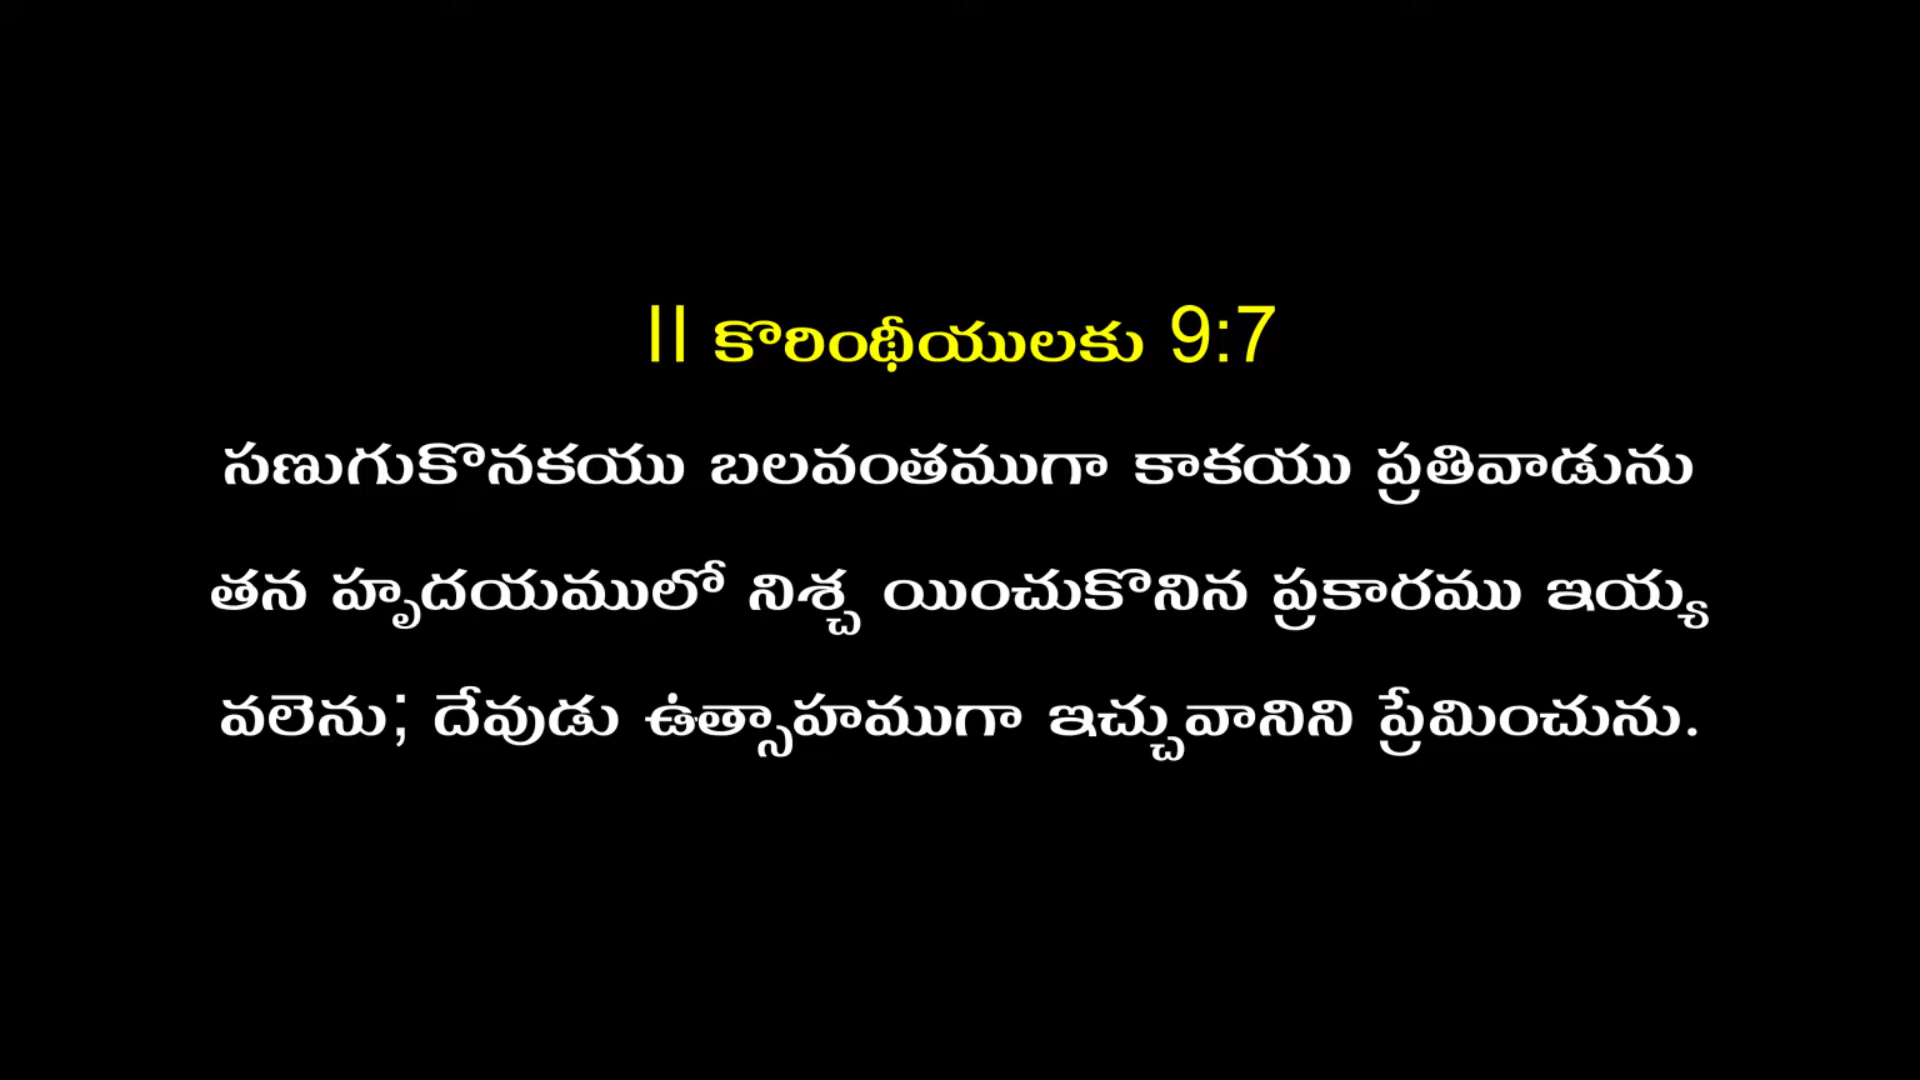 II కొరింథీయులకు 9:7
సణుగుకొనకయు బలవంతముగా కాకయు ప్రతివాడును
తన హృదయములో నిశ్చ యించుకొనిన ప్రకారము ఇయ్య
వలెను; దేవుడు ఉత్సాహముగా ఇచ్చువానిని ప్రేమించును.